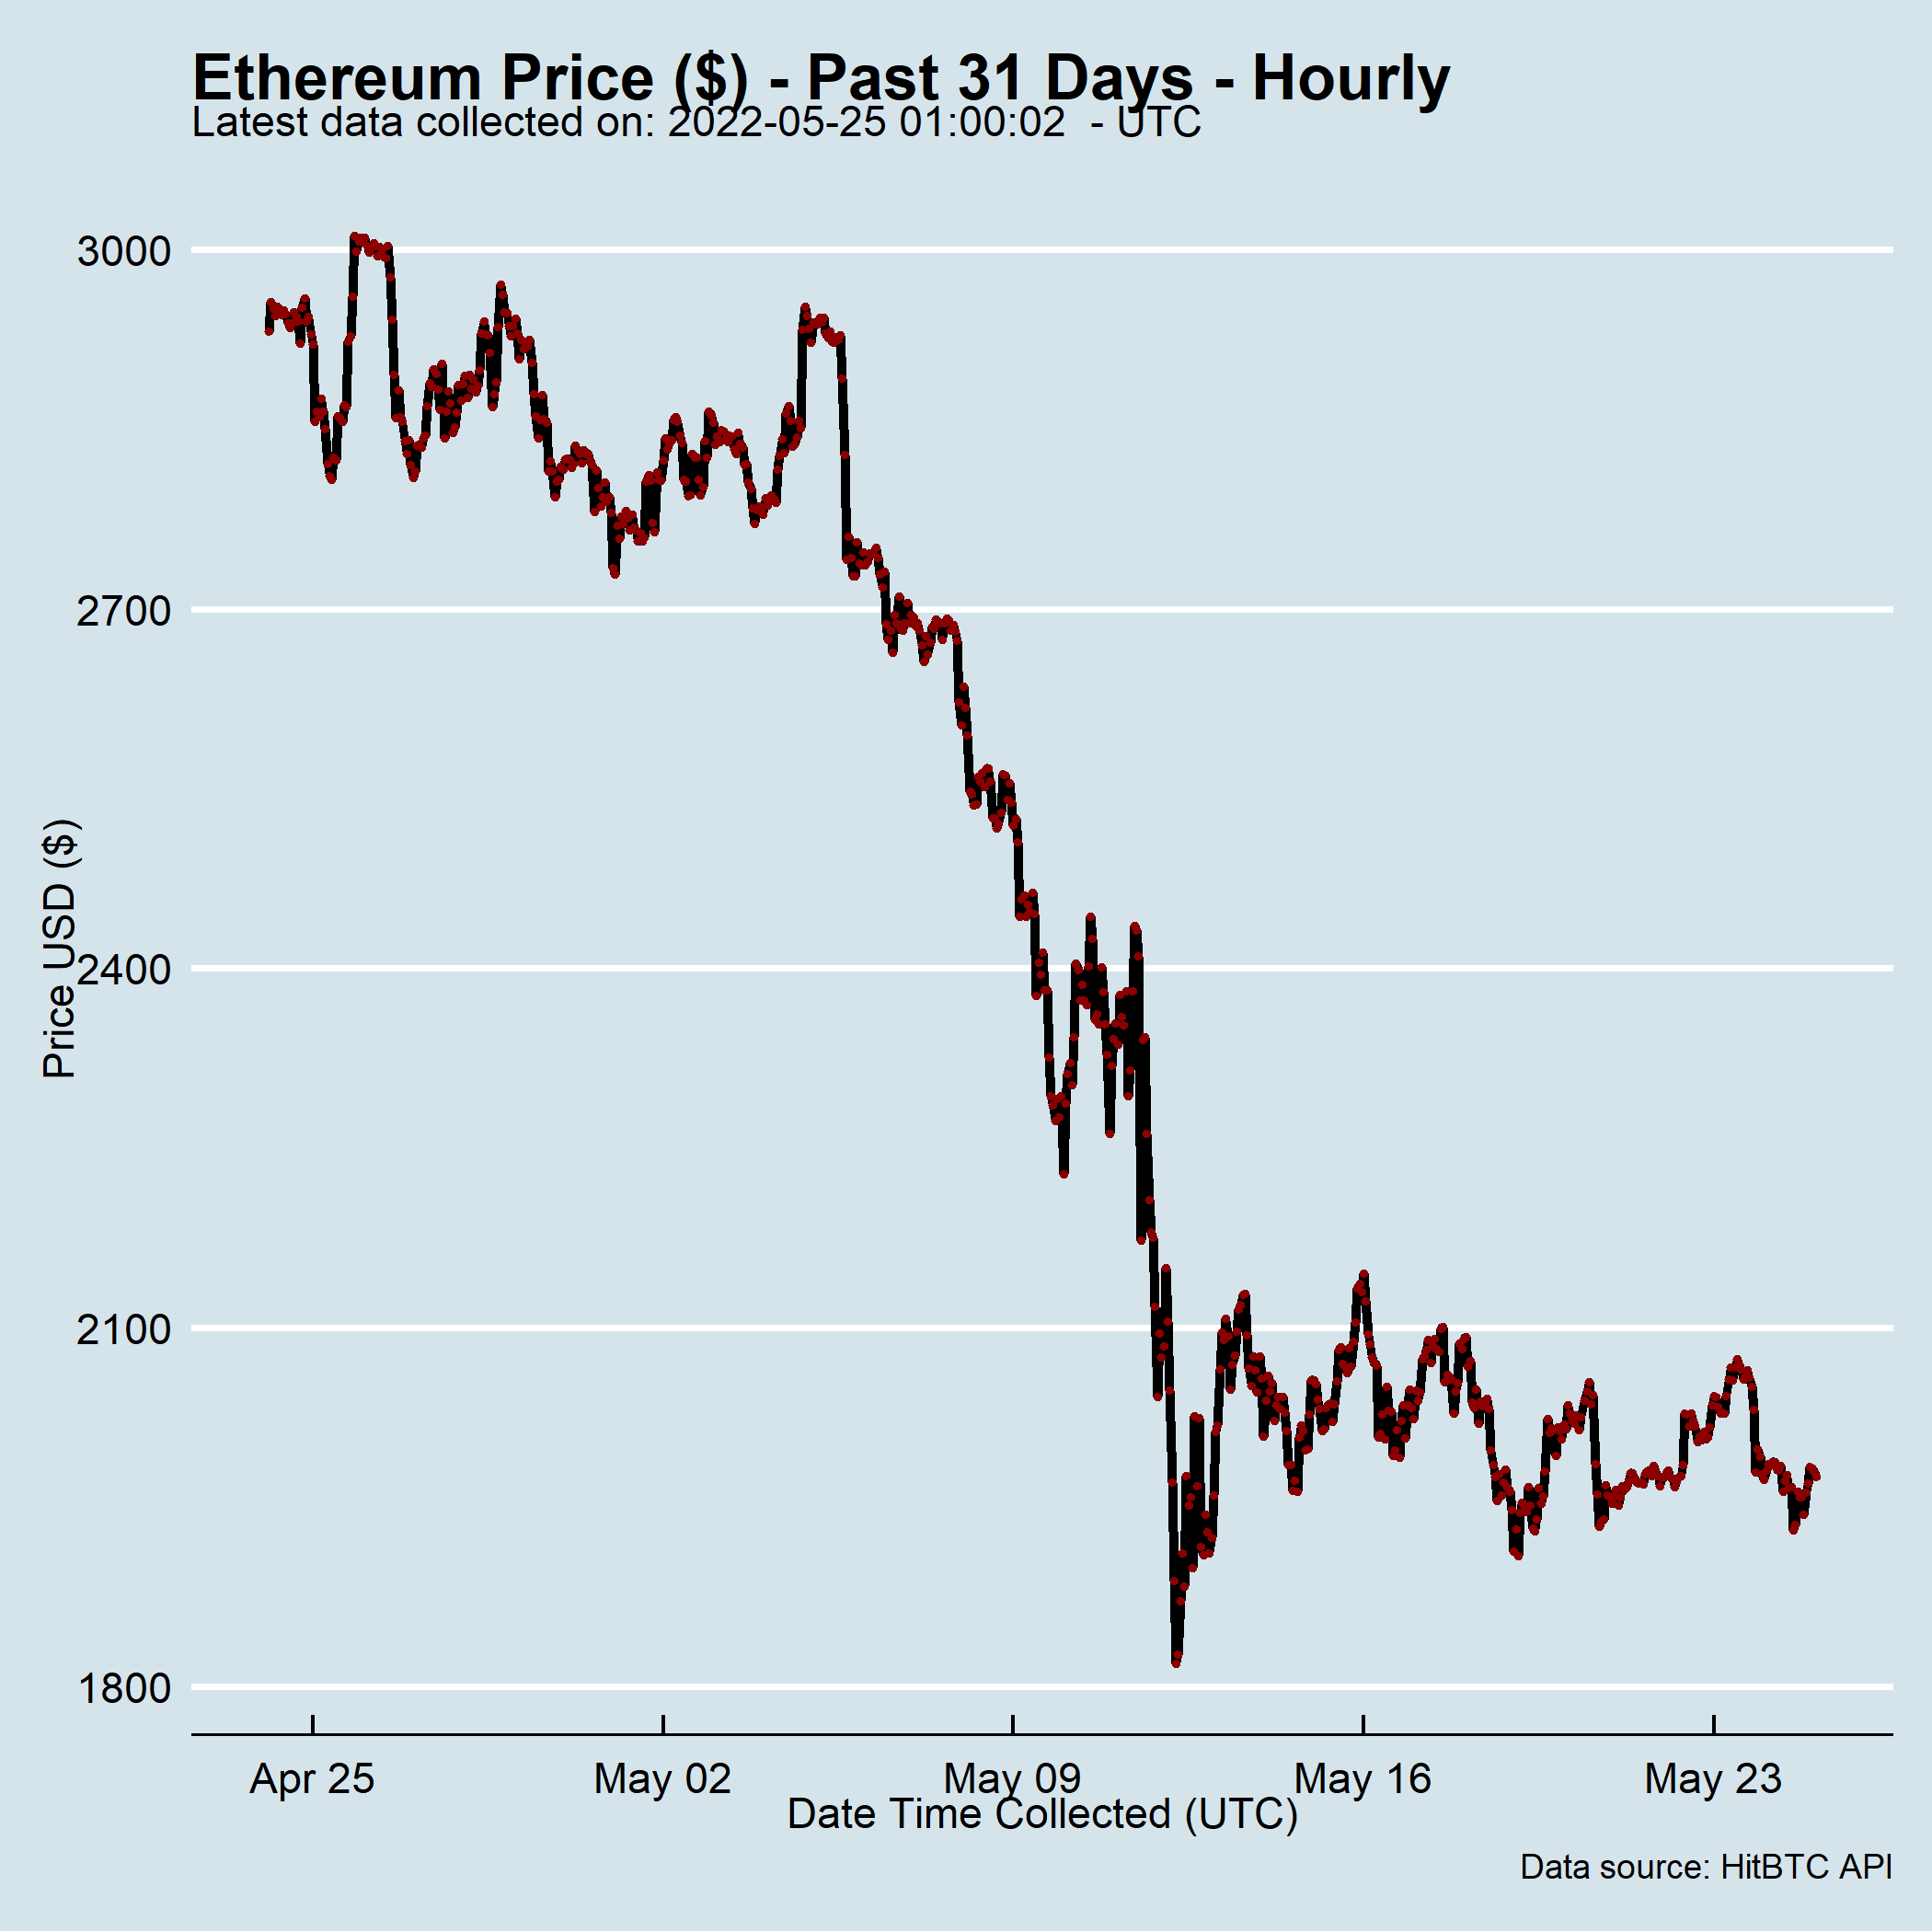 Ethereum Price ($) - Past 31 Days - Hourly
Latest data collected on: 2022-05-25 01:00:02  - UTC
Price USD ($)
3000
2700
2400
2100
1800
Apr 25
May 02
May 09
May 16
May 23
Date Time Collected (UTC)
Data source: HitBTC API